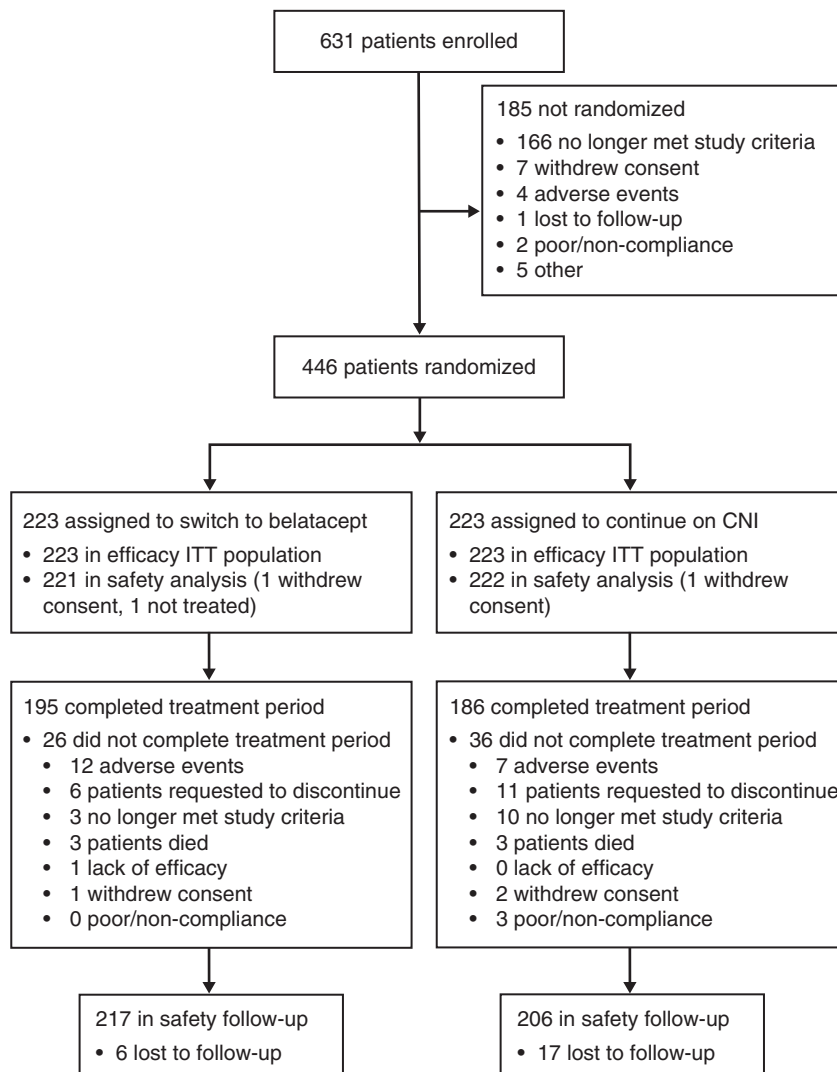 631 patients enrolled
185 not randomized
• 166 no longer met study criteria
• 7 withdrew consent
• 4 adverse events
• 1 lost to follow-up
• 2 poor/non-compliance
• 5 other
446 patients randomized
223 assigned to switch to belatacept
• 223 in efficacy ITT population
• 221 in safety analysis (1 withdrew
consent, 1 not treated)
223 assigned to continue on CNI
• 223 in efficacy ITT population
• 222 in safety analysis (1 withdrew
consent)
195 completed treatment period
• 26 did not complete treatment period
• 12 adverse events
• 6 patients requested to discontinue
• 3 no longer met study criteria
• 3 patients died
• 1 lack of efficacy
• 1 withdrew consent
• 0 poor/non-compliance
186 completed treatment period
• 36 did not complete treatment period
• 7 adverse events
• 11 patients requested to discontinue
• 10 no longer met study criteria
• 3 patients died
• 0 lack of efficacy
• 2 withdrew consent
• 3 poor/non-compliance
217 in safety follow-up
• 6 lost to follow-up
206 in safety follow-up
• 17 lost to follow-up